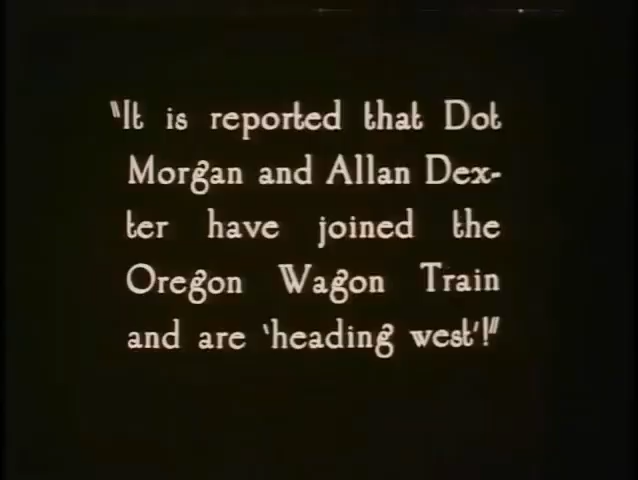 "It is reported that Dot
Morgan and Allan Dex-
ter have joined the
Oregon Wagon Train
and are 'heading west'!"